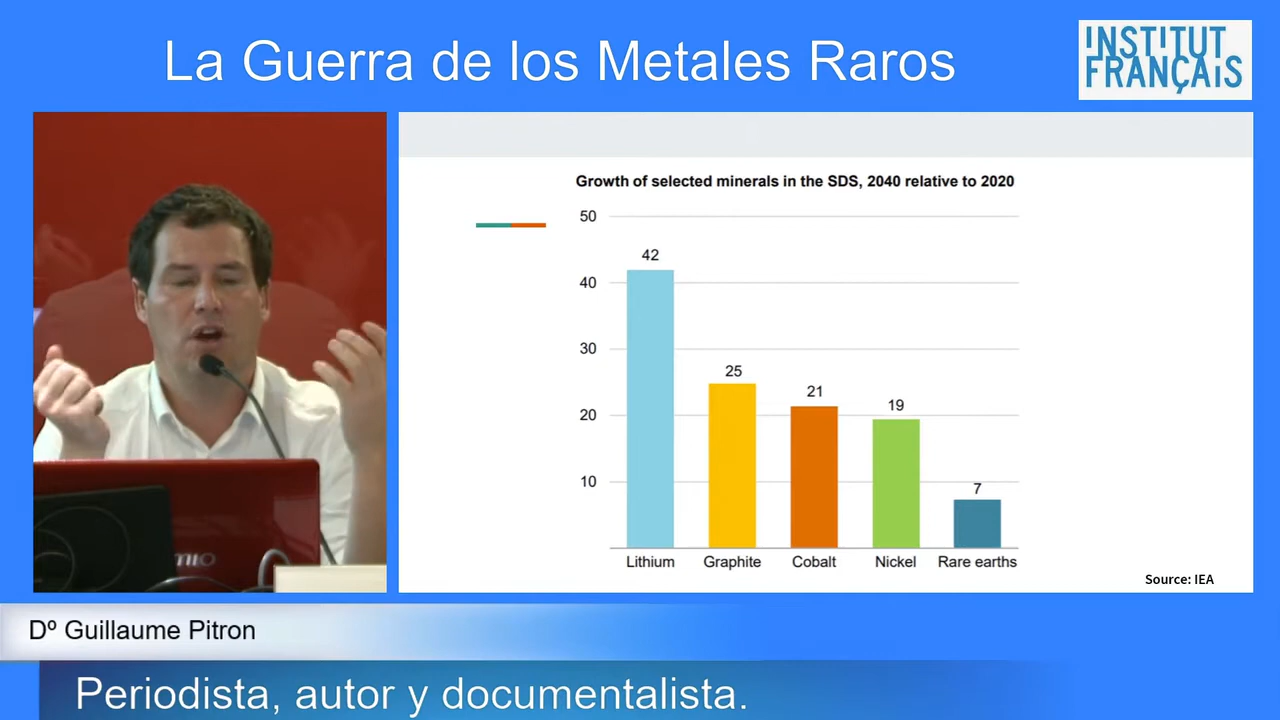 La Guerra de los Metales Raros
INSTITUT
FRANÇAIS
Growth of selected minerals in the SDS, 2040 relative to 2020
50
40
30
20
10
42
25
21
19
7
Lithium Graphite Cobalt Nickel Rare earths
Source: IEA
Dº Guillaume Pitron
Periodista, autor y documentalista.